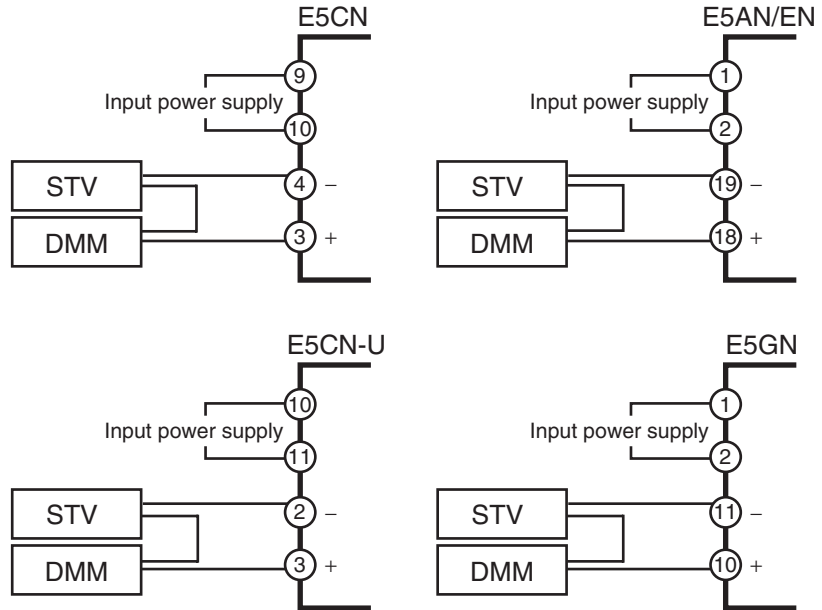 E5CN
9
Input power supply
10
STV
4 −
DMM
3 +
E5AN/EN
1
Input power supply
2
STV
19 −
DMM
18 +
E5CN-U
10
Input power supply
11
STV
2 −
DMM
3 +
E5GN
1
Input power supply
2
STV
11 −
DMM
10 +